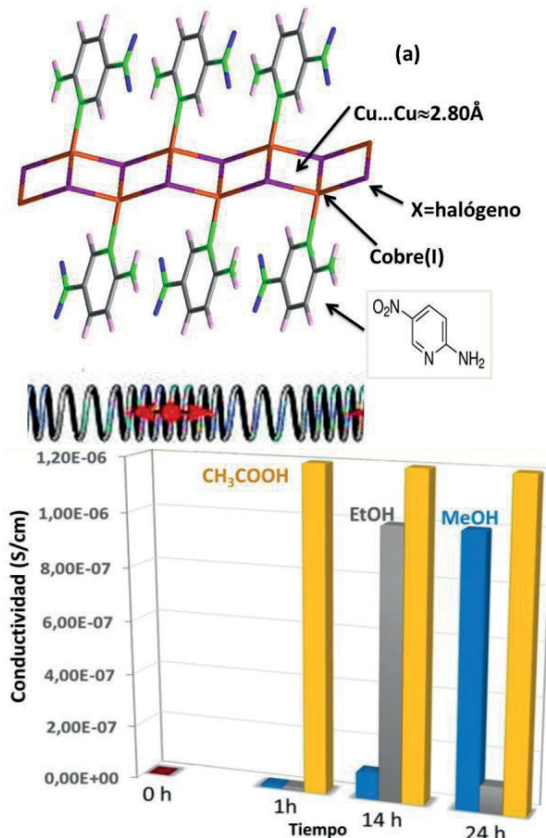 (a)
Cu...Cu≈2.80Å
X=halógeno
Cobre(I)
O₂N
N
NH₂
1,20E-06
1,00E-06
8,00E-07
6,00E-07
4,00E-07
2,00E-07
0,00E+00
Conductividad (S/cm)
CH₃COOH
EtOH
MeOH
0 h
1h
14 h
24 h
Tiempo